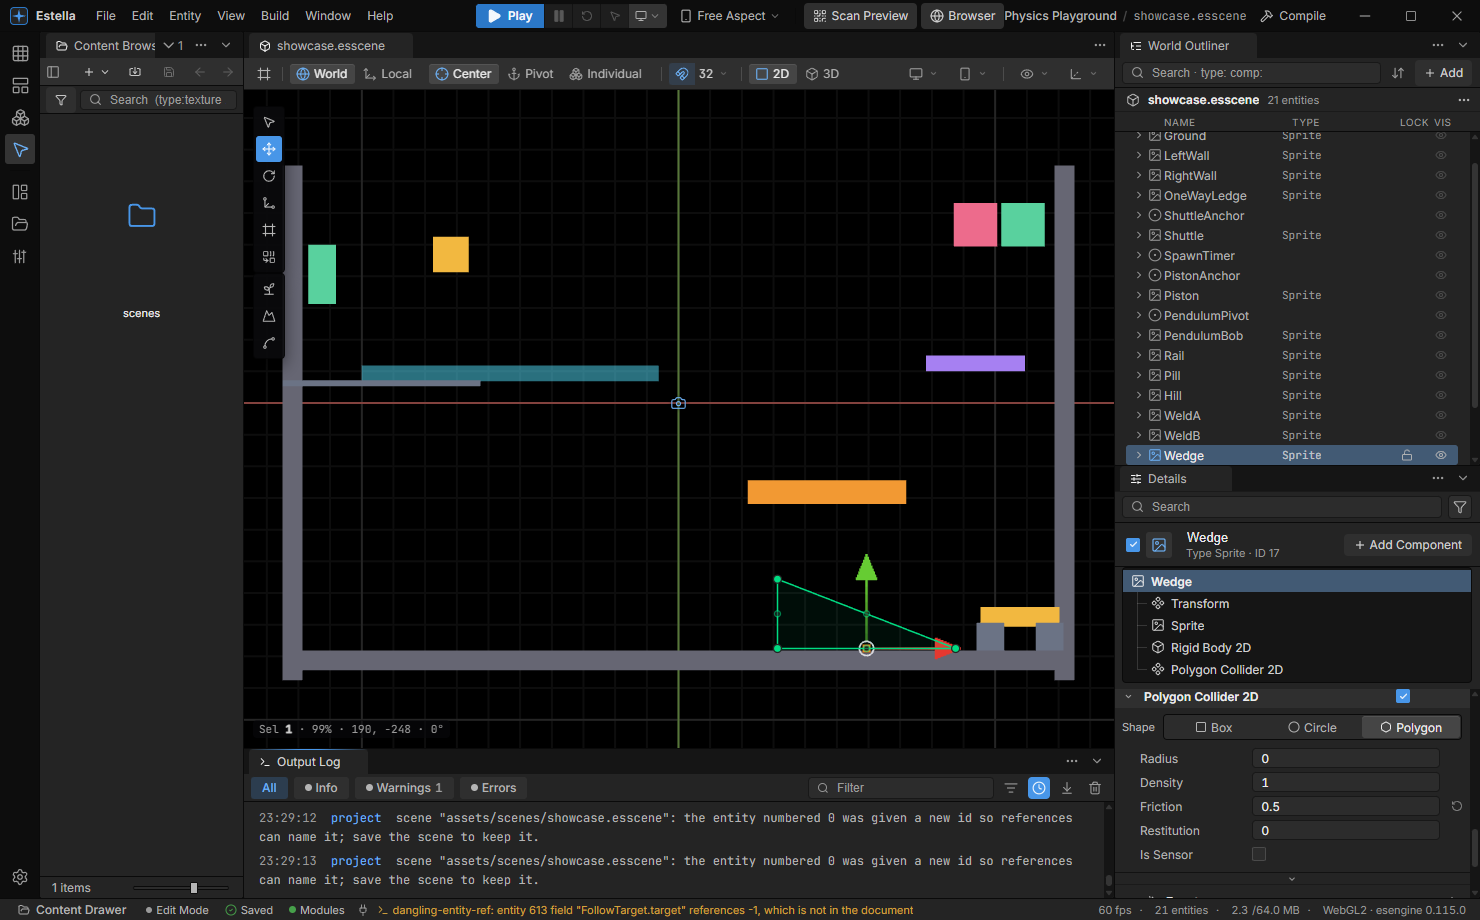 Estella File Edit Entity View Build Window Help Play Free Aspect Scan Preview Browser Physics Playground / showcase.esscene Compile
Content Brows 1
showcase.esscene
World Outliner
World Local Center Pivot Individual 32 2D 3D
Search · type: comp:
Add
Search (type:texture
showcase.esscene 21 entities
NAME TYPE LOCK VIS
Ground Sprite
LeftWall Sprite
RightWall Sprite
OneWayLedge Sprite
ShuttleAnchor
Shuttle Sprite
SpawnTimer
PistonAnchor
Piston Sprite
PendulumPivot
PendulumBob Sprite
Rail Sprite
Pill Sprite
Hill Sprite
WeldA Sprite
WeldB Sprite
Wedge Sprite
scenes
Details
Search
Wedge
Type Sprite · ID 17
Add Component
Wedge
Transform
Sprite
Rigid Body 2D
Polygon Collider 2D
Polygon Collider 2D
Shape Box Circle Polygon
Radius 0
Density 1
Friction 0.5
Restitution 0
Is Sensor
Sel 1 · 99% · 190, -248 · 0°
Output Log
All Info Warnings 1 Errors Filter
23:29:12 project scene "assets/scenes/showcase.esscene": the entity numbered 0 was given a new id so references
can name it; save the scene to keep it.
23:29:13 project scene "assets/scenes/showcase.esscene": the entity numbered 0 was given a new id so references
can name it; save the scene to keep it.
1 items
Content Drawer Edit Mode Saved Modules dangling-entity-ref: entity 613 field "FollowTarget.target" references -1, which is not in the document 60 fps · 21 entities · 2.3 /64.0 MB · WebGL2 · esengine 0.115.0